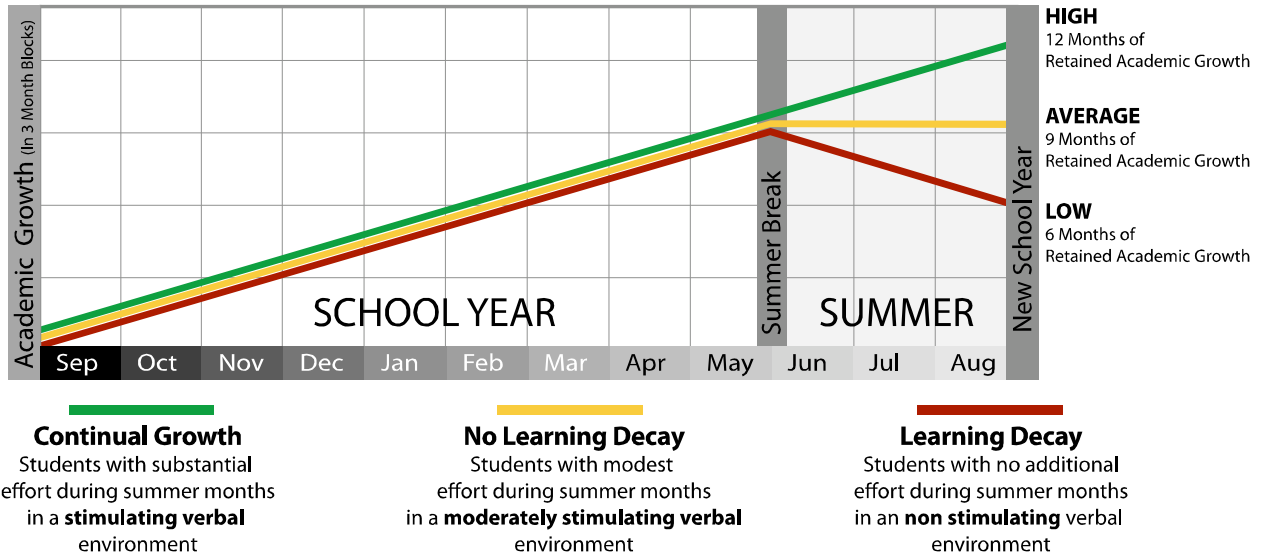 Academic Growth (In 3 Month Blocks)
SCHOOL YEAR
Summer Break
SUMMER
New School Year
HIGH
12 Months of
Retained Academic Growth
AVERAGE
9 Months of
Retained Academic Growth
LOW
6 Months of
Retained Academic Growth
Sep Oct Nov Dec Jan Feb Mar Apr May Jun Jul Aug
Continual Growth
Students with substantial
effort during summer months
in a stimulating verbal
environment
No Learning Decay
Students with modest
effort during summer months
in a moderately stimulating verbal
environment
Learning Decay
Students with no additional
effort during summer months
in an non stimulating verbal
environment